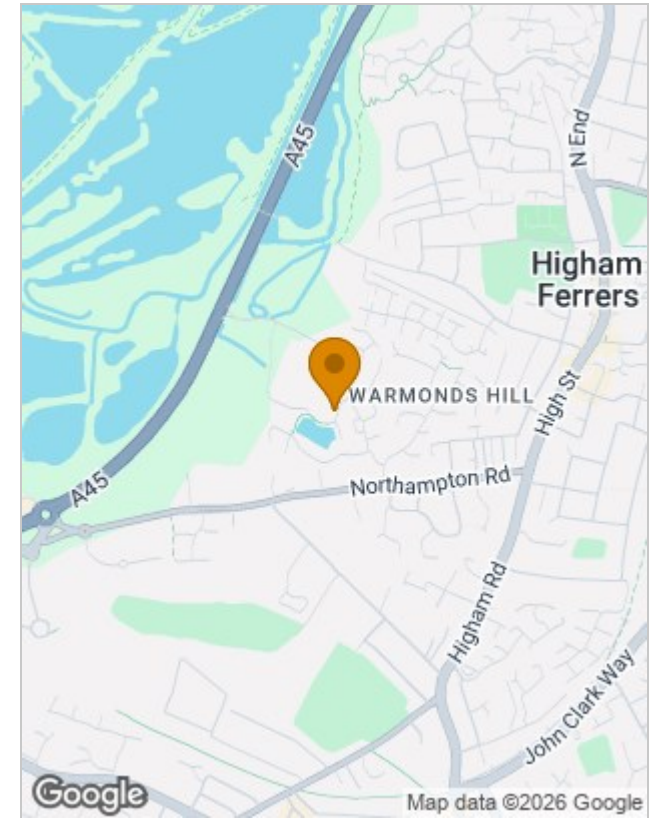 A45
N End
Higham
Ferrers
WARMONDS HILL
High St
Northampton Rd
A45
Higham Rd
John Clark Way
Google
Map data ©2026 Google